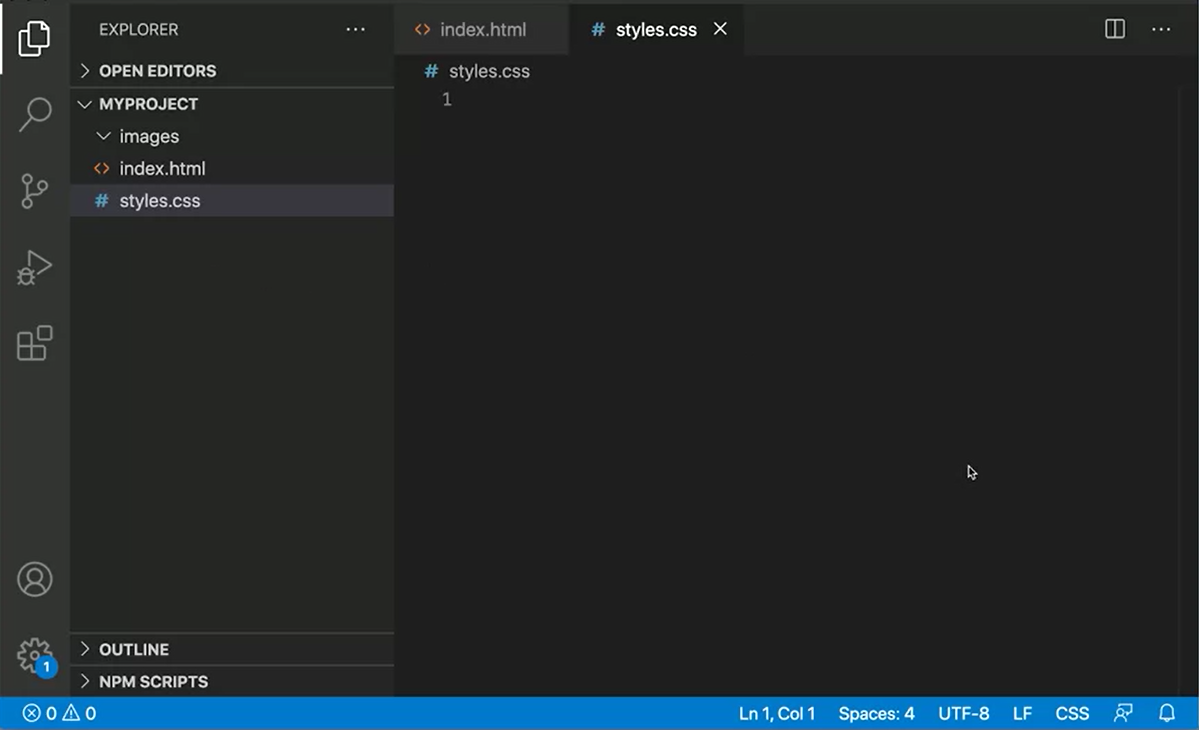 EXPLORER ...
OPEN EDITORS
MYPROJECT
images
<> index.html
# styles.css
OUTLINE
NPM SCRIPTS
1
<> index.html # styles.css ...
# styles.css
1
0 0 Ln 1, Col 1 Spaces: 4 UTF-8 LF CSS